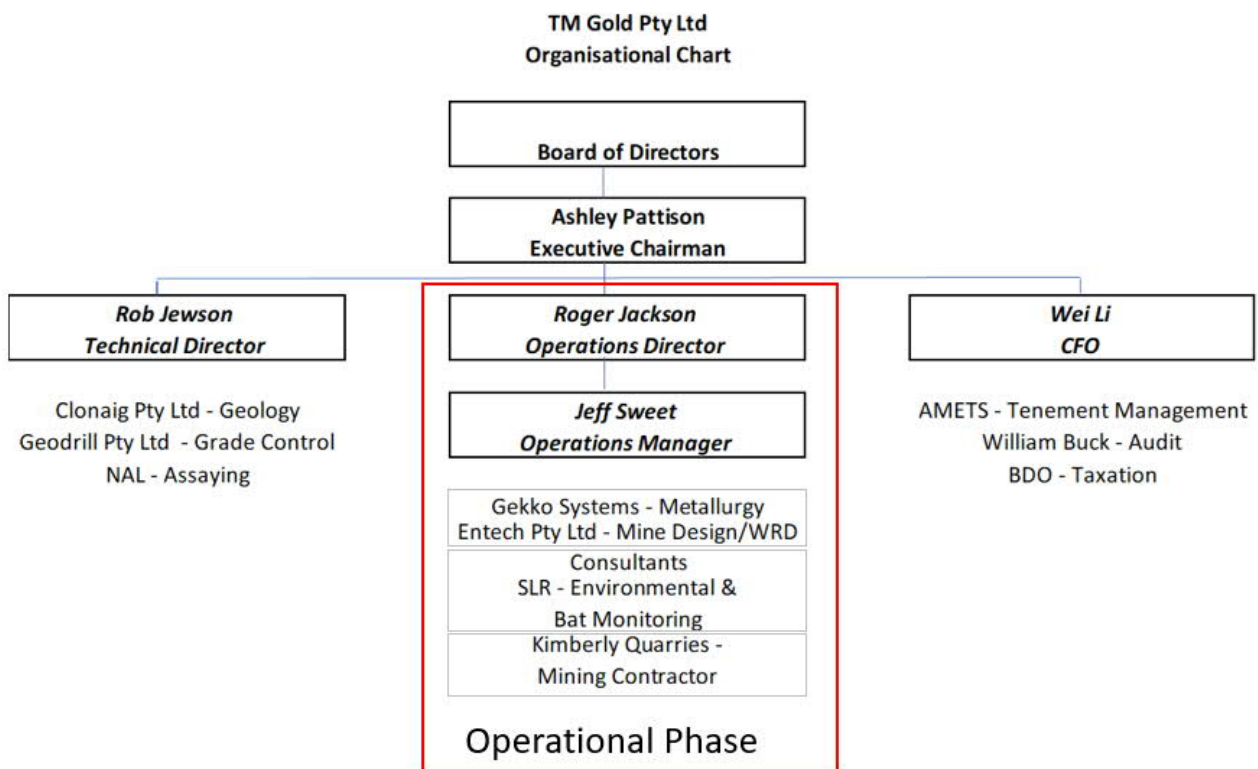 TM Gold Pty Ltd
Organisational Chart
Board of Directors
Ashley Pattison
Executive Chairman
Rob Jewson
Technical Director
Clonaig Pty Ltd - Geology
Geodrill Pty Ltd - Grade Control
NAL - Assaying
Roger Jackson
Operations Director
Jeff Sweet
Operations Manager
Gekko Systems - Metallurgy
Entech Pty Ltd - Mine Design/WRD
Consultants
SLR - Environmental &
Bat Monitoring
Kimberly Quarries -
Mining Contractor
Operational Phase
Wei Li
CFO
AMETS - Tenement Management
William Buck - Audit
BDO - Taxation